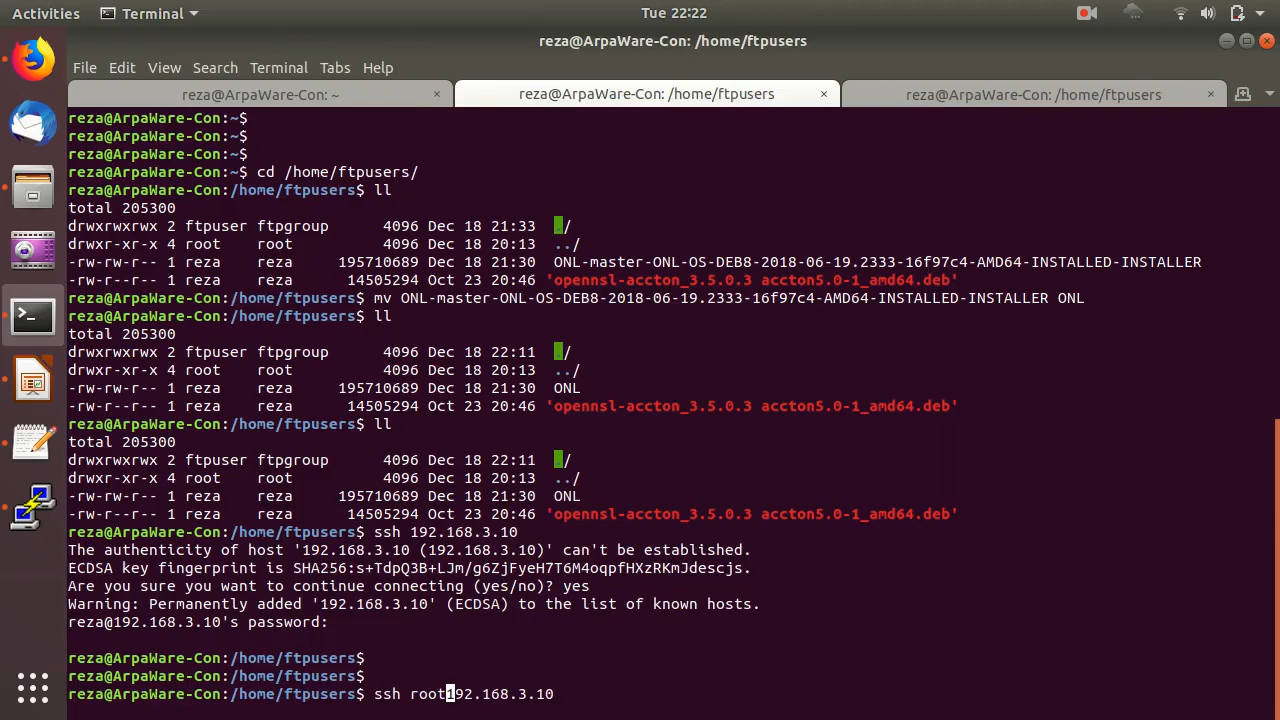 Activities Terminal Tue 22:22
reza@ArpaWare-Con: /home/ftpusers
File Edit View Search Terminal Tabs Help
reza@ArpaWare-Con: ~ × reza@ArpaWare-Con: /home/ftpusers × reza@ArpaWare-Con: /home/ftpusers ×
reza@ArpaWare-Con:~$
reza@ArpaWare-Con:~$
reza@ArpaWare-Con:~$
reza@ArpaWare-Con:~$ cd /home/ftpusers/
reza@ArpaWare-Con:/home/ftpusers$ ll
total 205300
drwxrwxrwx 2 ftpuser ftpgroup 4096 Dec 18 21:33 ./
drwxr-xr-x 4 root root 4096 Dec 18 20:13 ../
-rw-rw-r-- 1 reza reza 195710689 Dec 18 21:30 ONL-master-ONL-OS-DEB8-2018-06-19.2333-16f97c4-AMD64-INSTALLED-INSTALLER
-rw-r--r-- 1 reza reza 14505294 Oct 23 20:46 'opennsl-accton_3.5.0.3 accton5.0-1_amd64.deb'
reza@ArpaWare-Con:/home/ftpusers$ mv ONL-master-ONL-OS-DEB8-2018-06-19.2333-16f97c4-AMD64-INSTALLED-INSTALLER ONL
reza@ArpaWare-Con:/home/ftpusers$ ll
total 205300
drwxrwxrwx 2 ftpuser ftpgroup 4096 Dec 18 22:11 ./
drwxr-xr-x 4 root root 4096 Dec 18 20:13 ../
-rw-rw-r-- 1 reza reza 195710689 Dec 18 21:30 ONL
-rw-r--r-- 1 reza reza 14505294 Oct 23 20:46 'opennsl-accton_3.5.0.3 accton5.0-1_amd64.deb'
reza@ArpaWare-Con:/home/ftpusers$ ll
total 205300
drwxrwxrwx 2 ftpuser ftpgroup 4096 Dec 18 22:11 ./
drwxr-xr-x 4 root root 4096 Dec 18 20:13 ../
-rw-rw-r-- 1 reza reza 195710689 Dec 18 21:30 ONL
-rw-r--r-- 1 reza reza 14505294 Oct 23 20:46 'opennsl-accton_3.5.0.3 accton5.0-1_amd64.deb'
reza@ArpaWare-Con:/home/ftpusers$ ssh 192.168.3.10
The authenticity of host '192.168.3.10 (192.168.3.10)' can't be established.
ECDSA key fingerprint is SHA256:s+TdpQ3B+LJm/g6ZjFyeH7T6M4oqpfHXzRKmJdescjs.
Are you sure you want to continue connecting (yes/no)? yes
Warning: Permanently added '192.168.3.10' (ECDSA) to the list of known hosts.
reza@192.168.3.10's password:
reza@ArpaWare-Con:/home/ftpusers$
reza@ArpaWare-Con:/home/ftpusers$
reza@ArpaWare-Con:/home/ftpusers$ ssh root192.168.3.10